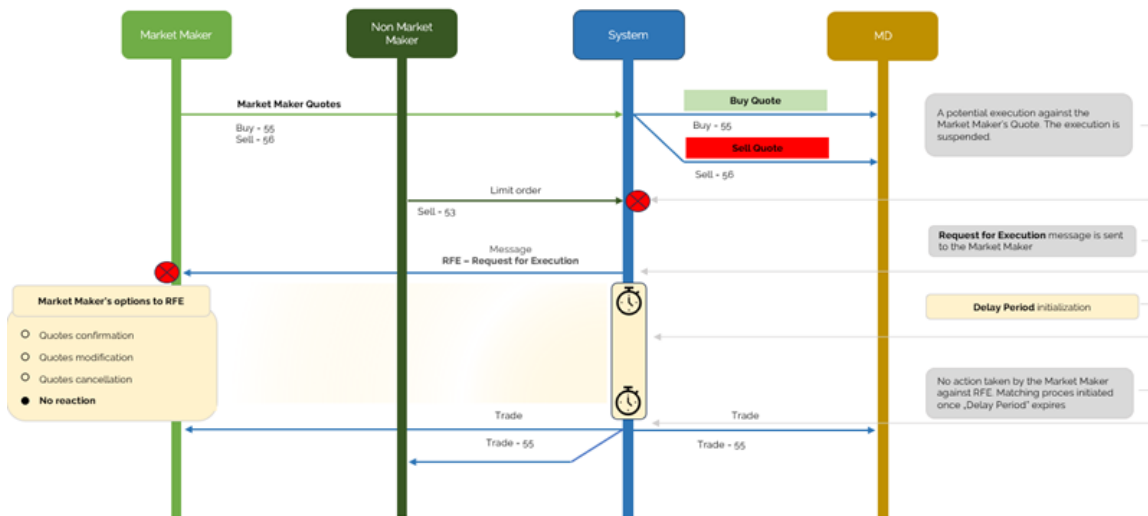 Market Maker
Non Market
Maker
System
MD
Market Maker Quotes
Buy - 55
Sell - 56
Buy Quote
Buy - 55
Sell Quote
Sell - 56
A potential execution against the
Market Maker's Quote. The execution is
suspended.
Limit order
Sell - 53
Message
RFE – Request for Execution
Request for Execution message is sent
to the Market Maker
Market Maker's options to RFE
Quotes confirmation
Quotes modification
Quotes cancellation
No reaction
Delay Period initialization
No action taken by the Market Maker
against RFE. Matching proces initiated
once „Delay Period" expires
Trade
Trade - 55
Trade
Trade - 55